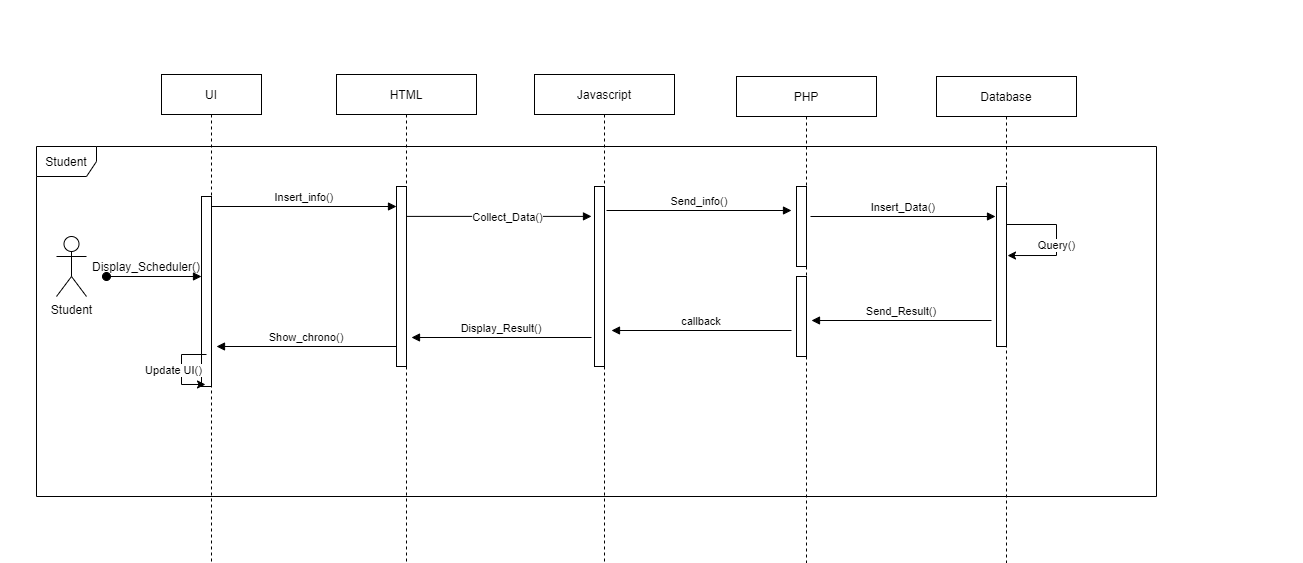 UI
HTML
Javascript
PHP
Database
Student
Insert_info()
Collect_Data()
Send_info()
Insert_Data()
Query()
Display_Scheduler()
Student
Send_Result()
callback
Display_Result()
Show_chrono()
Update UI()